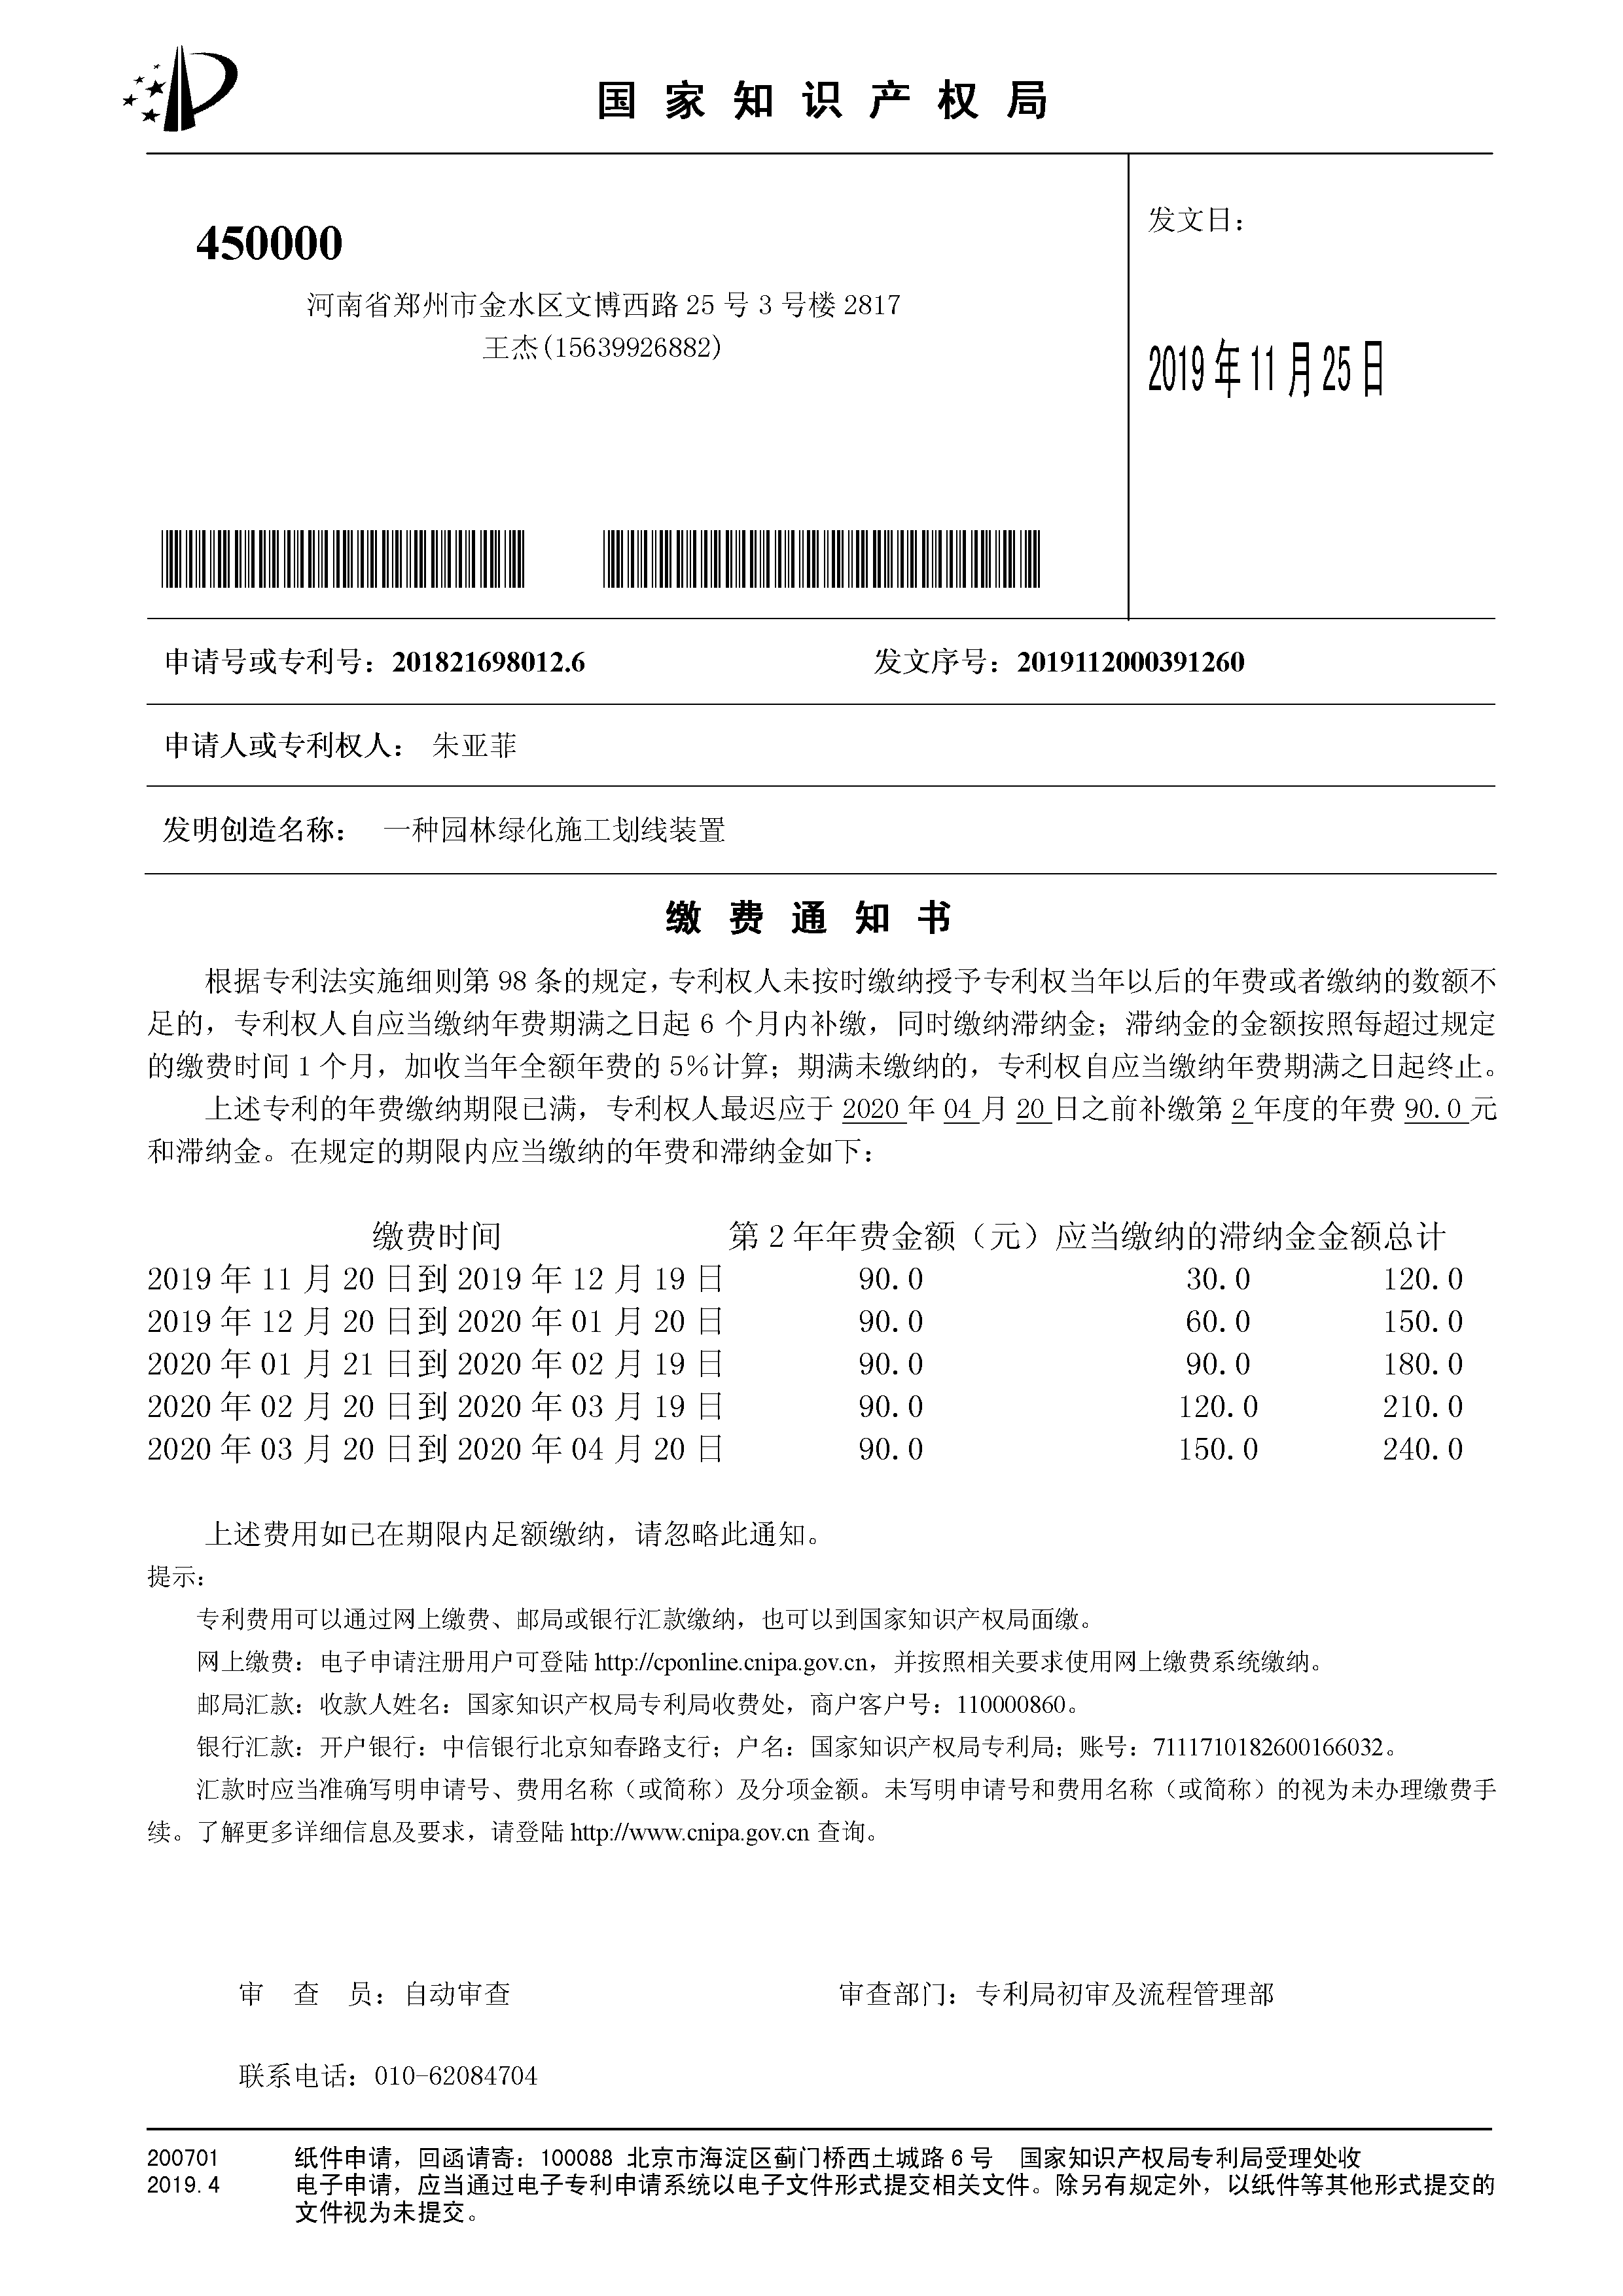 国家知识产权局
450000
发文日：
河南省郑州市金水区文博西路 25 号 3 号楼 2817
王杰(15639926882)
2019 年 11 月 25 日
申请号或专利号：201821698012.6 发文序号：2019112000391260
申请人或专利权人： 朱亚菲
发明创造名称： 一种园林绿化施工划线装置
缴费通知书
根据专利法实施细则第 98 条的规定，专利权人未按时缴纳授予专利权当年以后的年费或者缴纳的数额不
足的，专利权人自应当缴纳年费期满之日起 6 个月内补缴，同时缴纳滞纳金；滞纳金的金额按照每超过规定
的缴费时间 1 个月，加收当年全额年费的 5%计算；期满未缴纳的，专利权自应当缴纳年费期满之日起终止。
上述专利的年费缴纳期限已满，专利权人最迟应于 2020 年 04 月 20 日之前补缴第 2 年度的年费 90.0 元
和滞纳金。在规定的期限内应当缴纳的年费和滞纳金如下：
缴费时间 第 2 年年费金额（元）应当缴纳的滞纳金金额总计
2019 年 11 月 20 日到 2019 年 12 月 19 日 90.0 30.0 120.0
2019 年 12 月 20 日到 2020 年 01 月 20 日 90.0 60.0 150.0
2020 年 01 月 21 日到 2020 年 02 月 19 日 90.0 90.0 180.0
2020 年 02 月 20 日到 2020 年 03 月 19 日 90.0 120.0 210.0
2020 年 03 月 20 日到 2020 年 04 月 20 日 90.0 150.0 240.0
上述费用如已在期限内足额缴纳，请忽略此通知。
提示：
专利费用可以通过网上缴费、邮局或银行汇款缴纳，也可以到国家知识产权局面缴。
网上缴费：电子申请注册用户可登陆 http://cponline.cnipa.gov.cn，并按照相关要求使用网上缴费系统缴纳。
邮局汇款：收款人姓名：国家知识产权局专利局收费处，商户客户号：110000860。
银行汇款：开户银行：中信银行北京知春路支行；户名：国家知识产权局专利局；账号：7111710182600166032。
汇款时应当准确写明申请号、费用名称（或简称）及分项金额。未写明申请号和费用名称（或简称）的视为未办理缴费手
续。了解更多详细信息及要求，请登陆 http://www.cnipa.gov.cn 查询。
审 查 员：自动审查 审查部门：专利局初审及流程管理部
联系电话：010-62084704
200701 纸件申请，回函请寄：100088 北京市海淀区蓟门桥西土城路 6 号 国家知识产权局专利局受理处收
2019.4 电子申请，应当通过电子专利申请系统以电子文件形式提交相关文件。除另有规定外，以纸件等其他形式提交的
文件视为未提交。